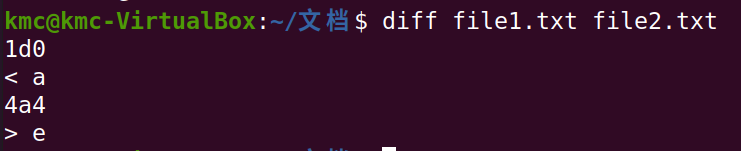 kmc@kmc-VirtualBox:~/文档$ diff file1.txt file2.txt
1d0
< a
4a4
> e